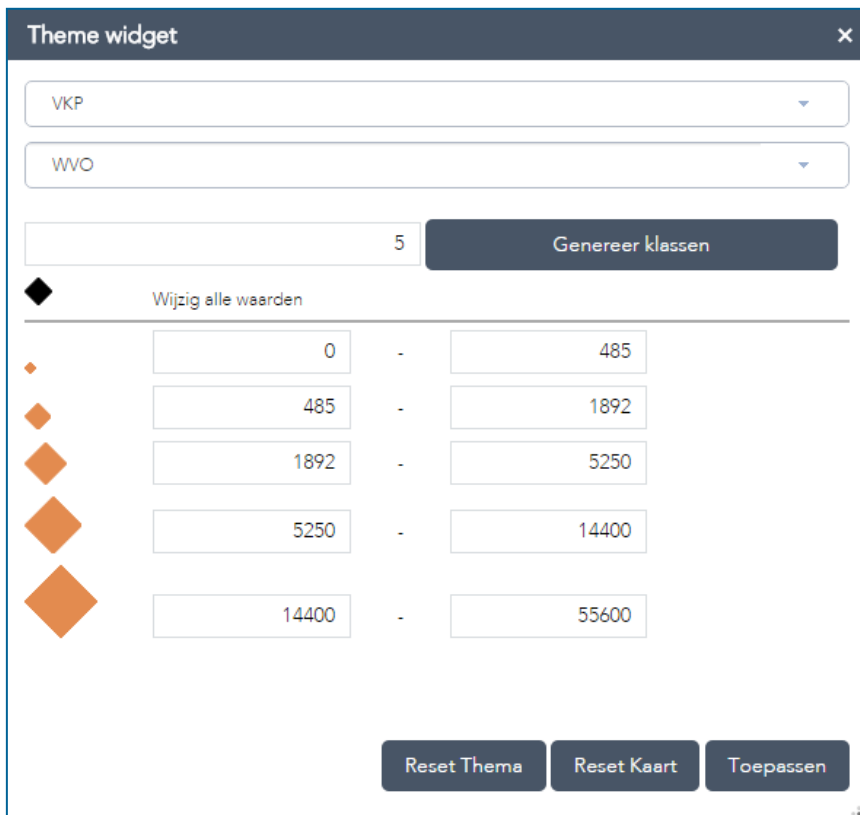 Theme widget ×
VKP
WVO
5 Genereer klassen
Wijzig alle waarden
0 - 485
485 - 1892
1892 - 5250
5250 - 14400
14400 - 55600
Reset Thema Reset Kaart Toepassen